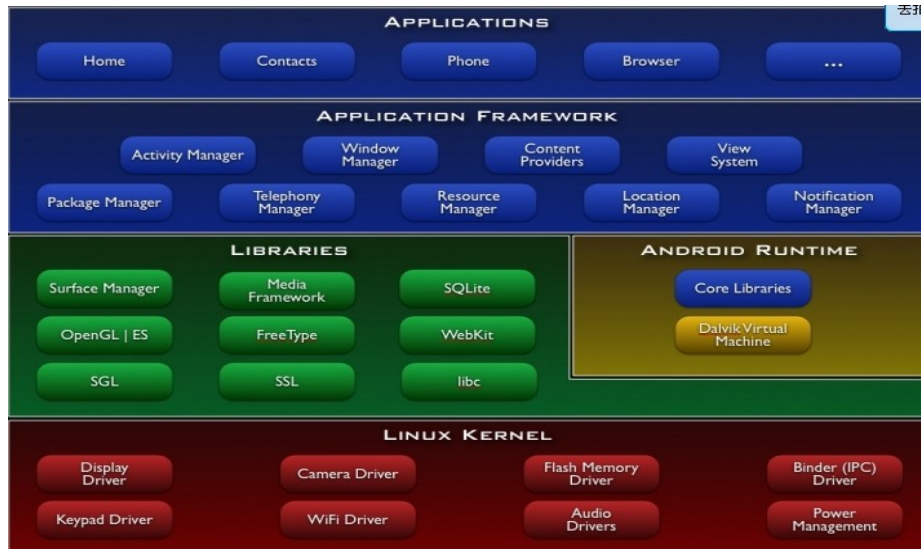 去
APPLICATIONS
Home
Contacts
Phone
Browser
...
APPLICATION FRAMEWORK
Activity Manager
Window
Manager
Content
Providers
View
System
Package Manager
Telephony
Manager
Resource
Manager
Location
Manager
Notification
Manager
LIBRARIES
Surface Manager
Media
Framework
SQLite
OpenGL | ES
FreeType
WebKit
SGL
SSL
libc
ANDROID RUNTIME
Core Libraries
Dalvik Virtual
Machine
LINUX KERNEL
Display
Driver
Camera Driver
Flash Memory
Driver
Binder (IPC)
Driver
Keypad Driver
WiFi Driver
Audio
Drivers
Power
Management